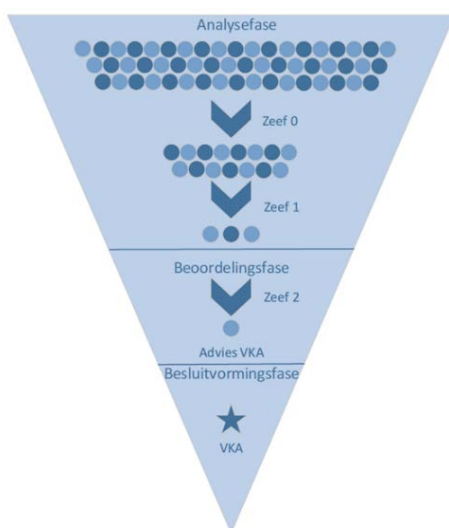 Analysefase
Zeef 0
Zeef 1
Beoordelingsfase
Zeef 2
Advies VKA
Besluitvormingsfase
VKA